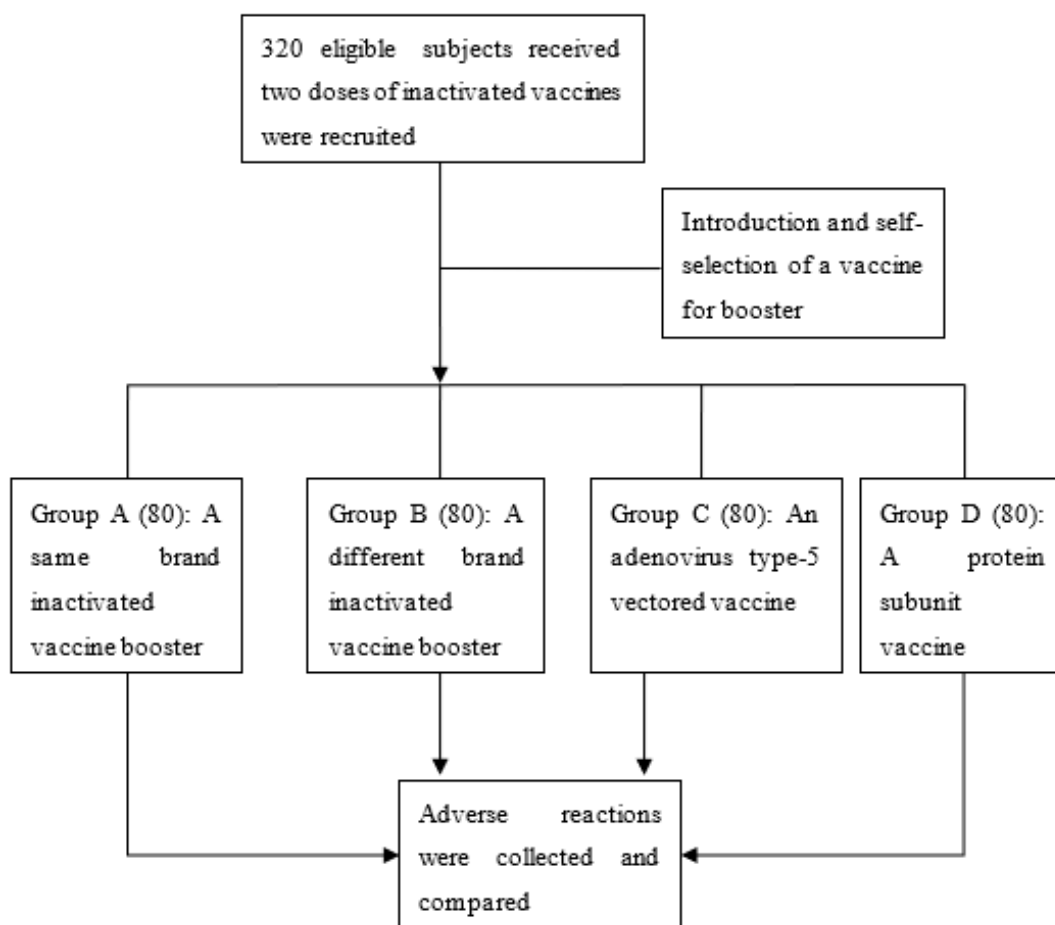 320 eligible subjects received
two doses of inactivated vaccines
were recruited
Introduction and self-
selection of a vaccine
for booster
Group A (80): A
same brand
inactivated
vaccine booster
Group B (80): A
different brand
inactivated
vaccine booster
Group C (80): An
adenovirus type-5
vectored vaccine
Group D (80):
A protein
subunit
vaccine
Adverse reactions
were collected and
compared